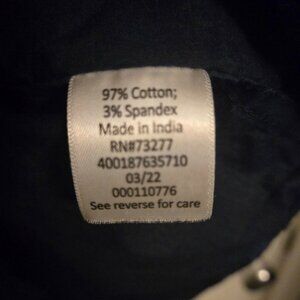 97% Cotton;
3% Spandex
Made in India
RN#73277
400187635710
03/22
000110776
See reverse for care